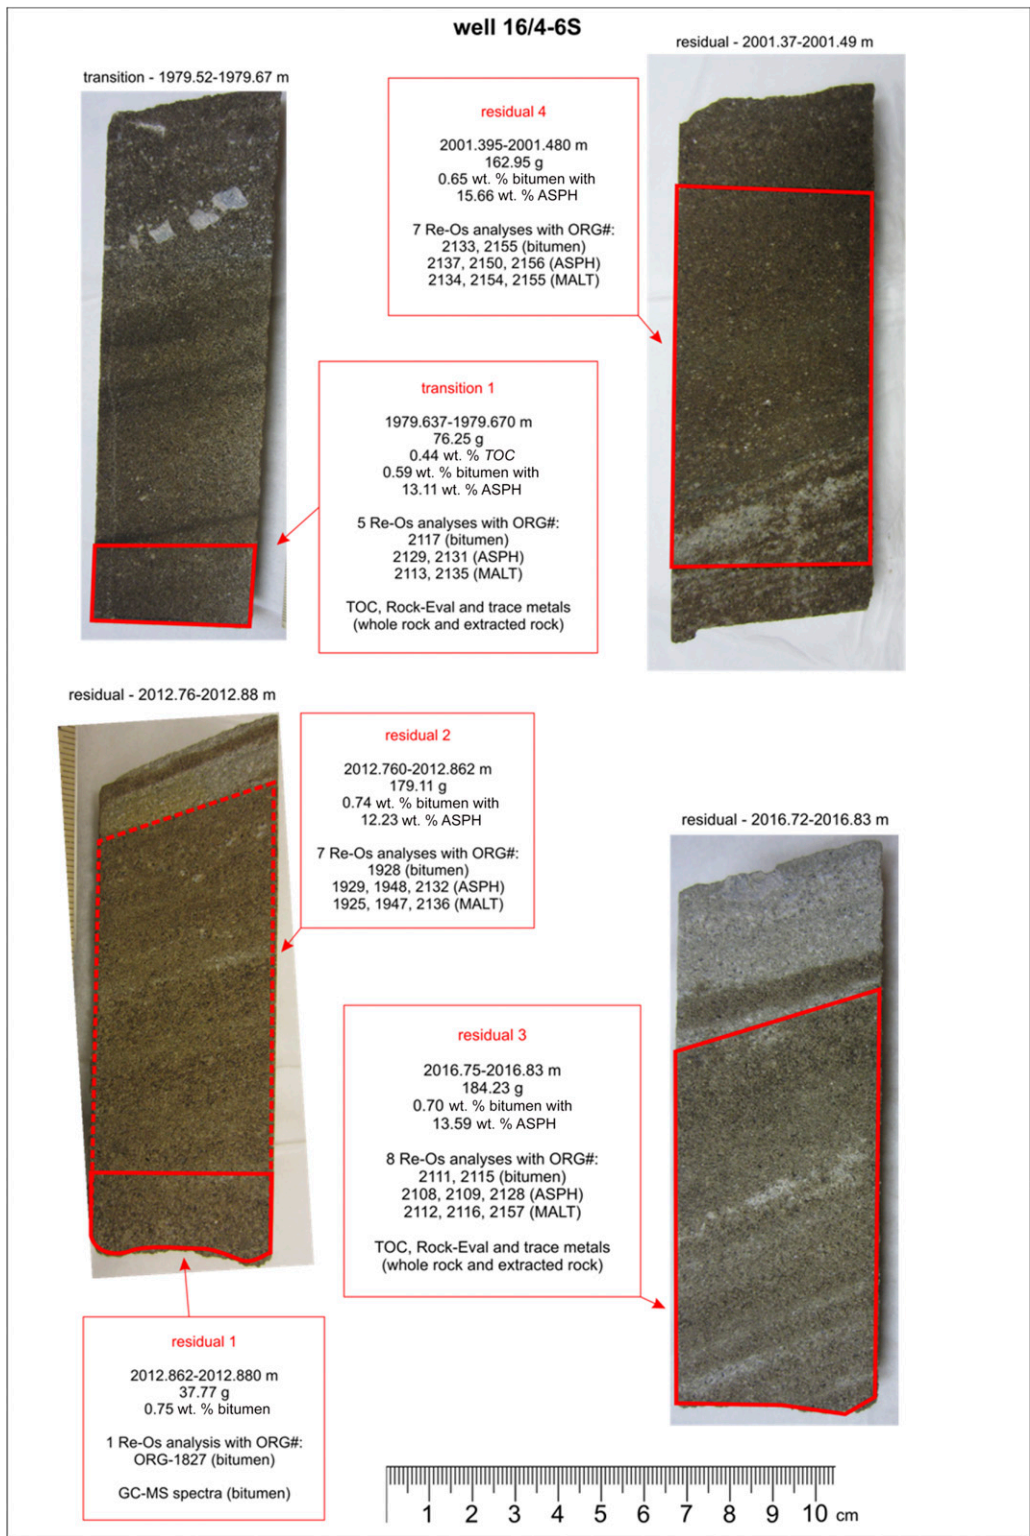 well 16/4-6S
transition - 1979.52-1979.67 m
residual - 2001.37-2001.49 m
residual 4
2001.395-2001.480 m
162.95 g
0.65 wt. % bitumen with
15.66 wt. % ASPH
7 Re-Os analyses with ORG#:
2133, 2155 (bitumen)
2137, 2150, 2156 (ASPH)
2134, 2154, 2155 (MALT)
transition 1
1979.637-1979.670 m
76.25 g
0.44 wt. % TOC
0.59 wt. % bitumen with
13.11 wt. % ASPH
5 Re-Os analyses with ORG#:
2117 (bitumen)
2129, 2131 (ASPH)
2113, 2135 (MALT)
TOC, Rock-Eval and trace metals
(whole rock and extracted rock)
residual - 2012.76-2012.88 m
residual 2
2012.760-2012.862 m
179.11 g
0.74 wt. % bitumen with
12.23 wt. % ASPH
7 Re-Os analyses with ORG#:
1928 (bitumen)
1929, 1948, 2132 (ASPH)
1925, 1947, 2136 (MALT)
residual - 2016.72-2016.83 m
residual 3
2016.75-2016.83 m
184.23 g
0.70 wt. % bitumen with
13.59 wt. % ASPH
8 Re-Os analyses with ORG#:
2111, 2115 (bitumen)
2108, 2109, 2128 (ASPH)
2112, 2116, 2157 (MALT)
TOC, Rock-Eval and trace metals
(whole rock and extracted rock)
residual 1
2012.862-2012.880 m
37.77 g
0.75 wt. % bitumen
1 Re-Os analysis with ORG#:
ORG-1827 (bitumen)
GC-MS spectra (bitumen)
1 2 3 4 5 6 7 8 9 10 cm